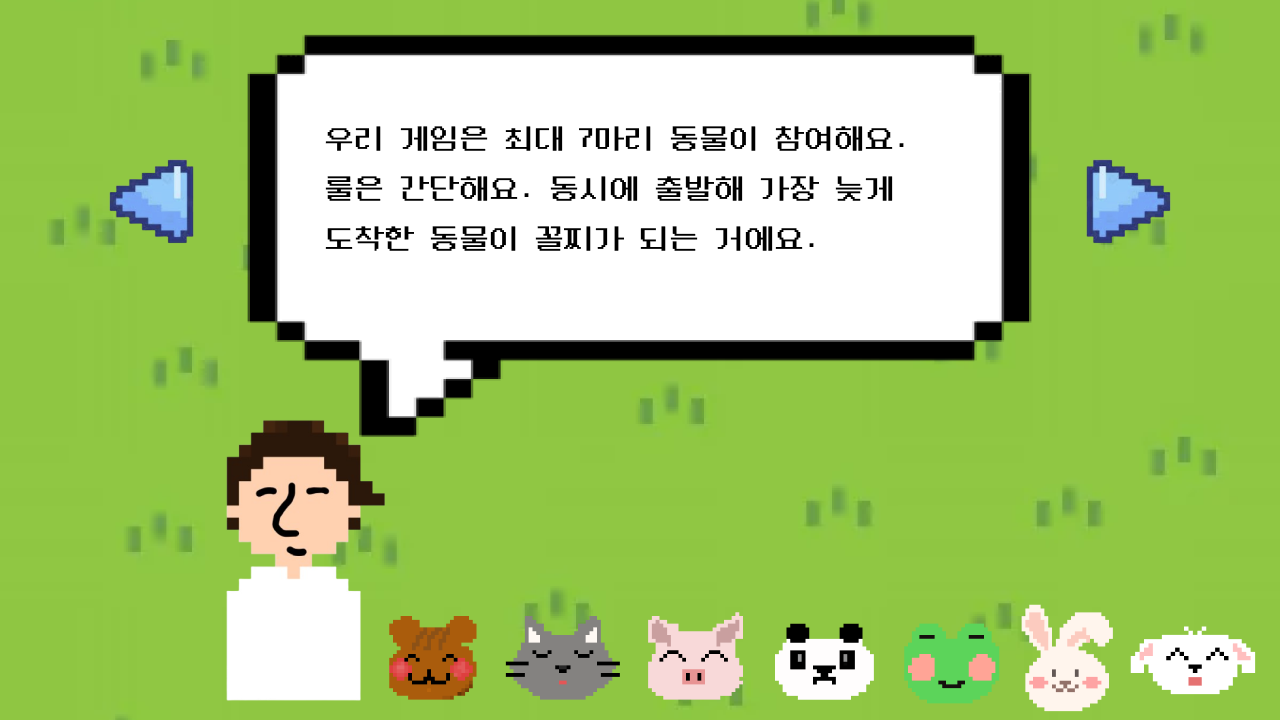 우리 게임은 최대 7마리 동물이 참여해요.
룰은 간단해요. 동시에 출발해 가장 늦게
도착한 동물이 꼴찌가 되는 거에요.